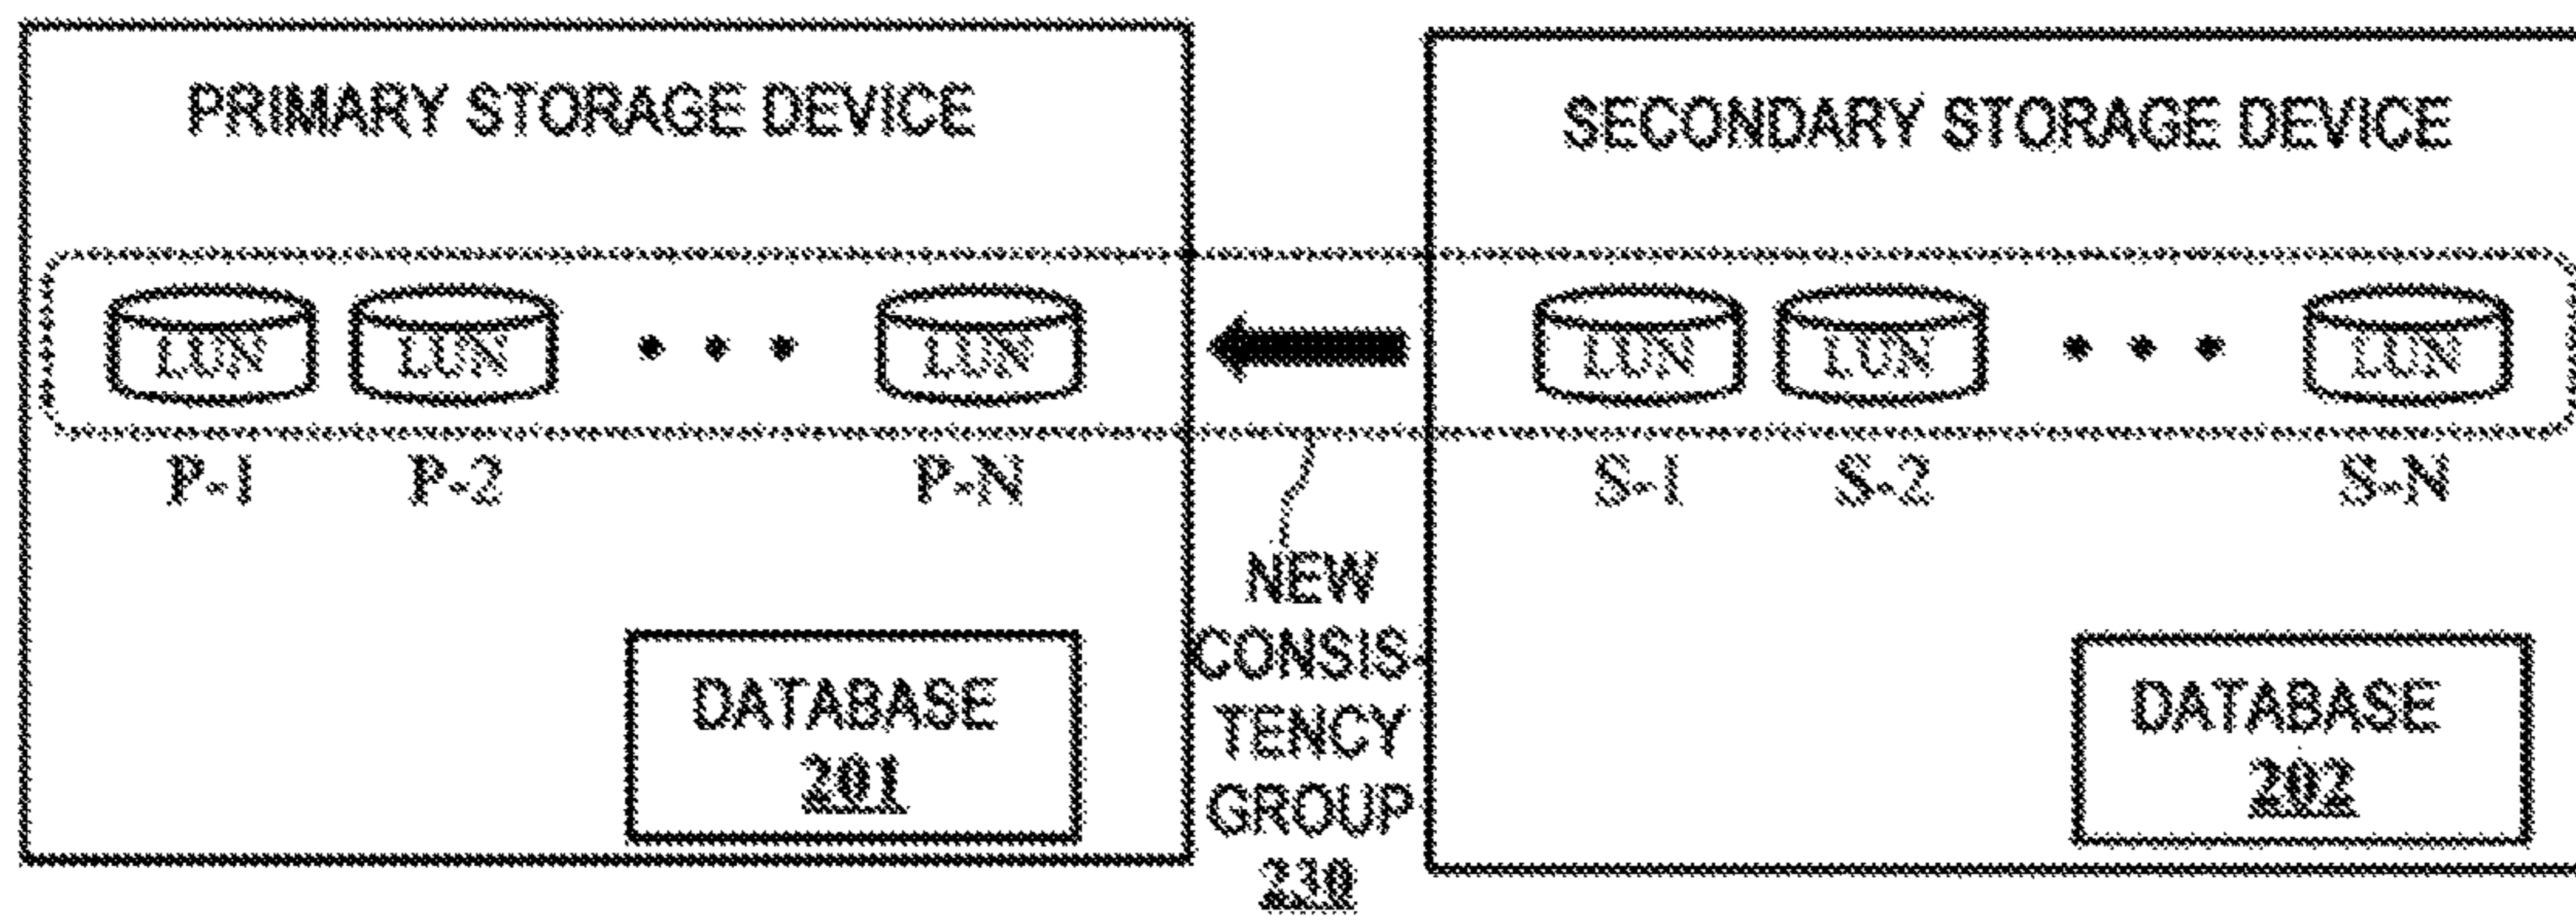 PRIMARY STORAGE DEVICE
SECONDARY STORAGE DEVICE
LUN LUN LUN LUN LUN LUN
P-1 P-2 P-N S-1 S-2 S-N
NEW
CONSIS-
TENCY
GROUP
230
DATABASE
201
DATABASE
202